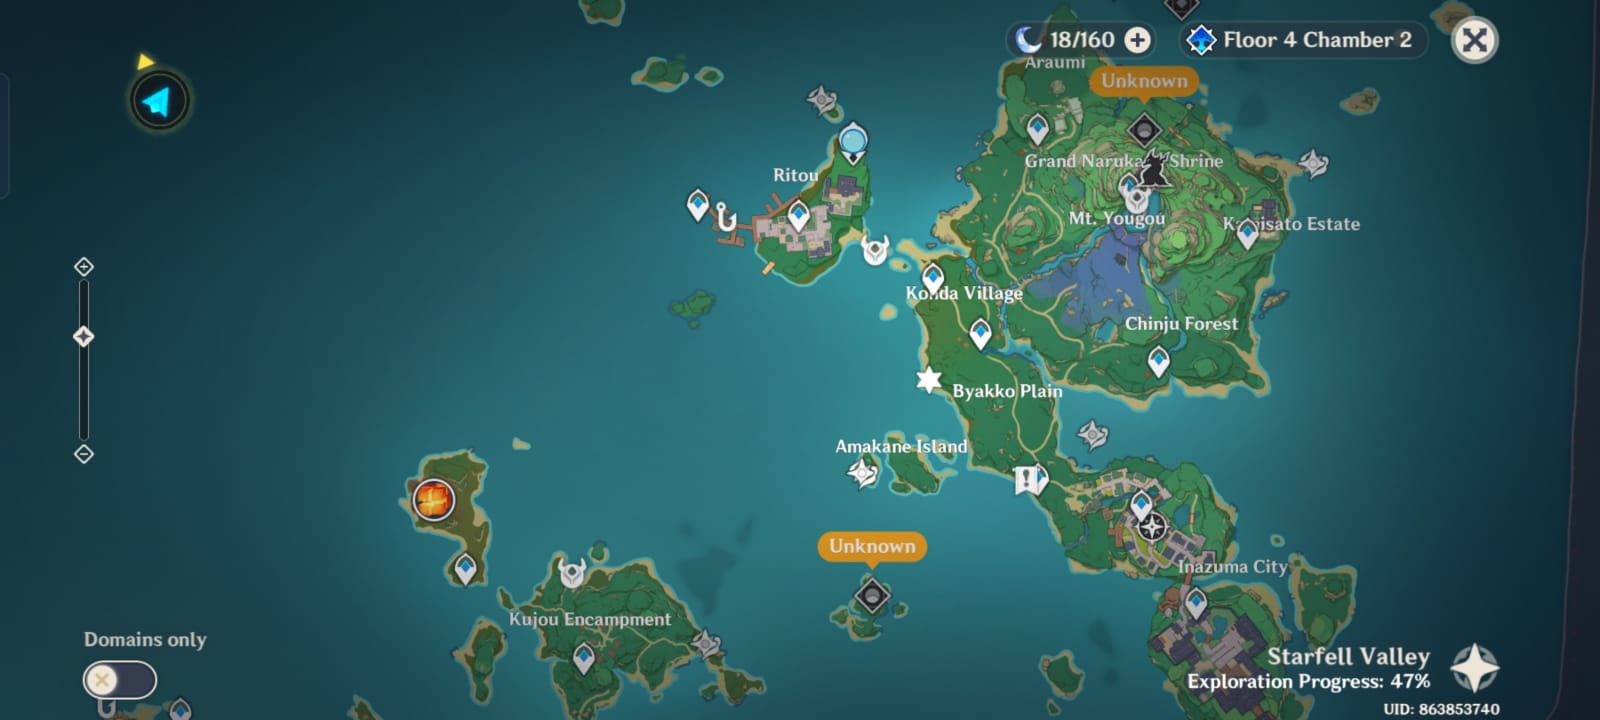 18/160
Floor 4 Chamber 2
Araumi
Unknown
Grand Naruka Shrine
Ritou
Mt. Yougou
Kamisato Estate
Konda Village
Chinju Forest
Byakko Plain
Amakane Island
Unknown
Inazuma City
Kujou Encampment
Domains only
Starfell Valley
Exploration Progress: 47%
UID: 863853740